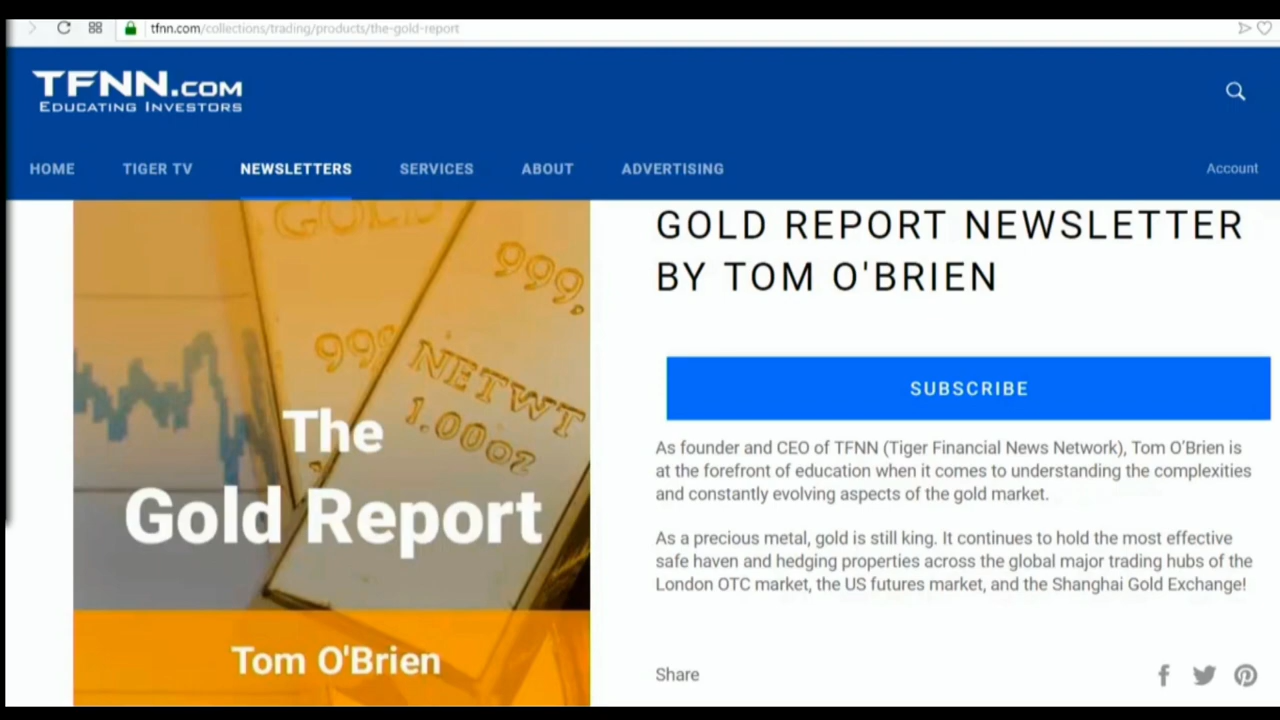 tfnn.com/collections/trading/products/the-gold-report
TFNN.COM
EDUCATING INVESTORS
HOME TIGER TV NEWSLETTERS SERVICES ABOUT ADVERTISING Account
GOLD
999,
999
NETWT
1.00OZ
The
Gold Report
Tom O'Brien
GOLD REPORT NEWSLETTER
BY TOM O'BRIEN
SUBSCRIBE
As founder and CEO of TFNN (Tiger Financial News Network), Tom O'Brien is
at the forefront of education when it comes to understanding the complexities
and constantly evolving aspects of the gold market.
As a precious metal, gold is still king. It continues to hold the most effective
safe haven and hedging properties across the global major trading hubs of the
London OTC market, the US futures market, and the Shanghai Gold Exchange!
Share